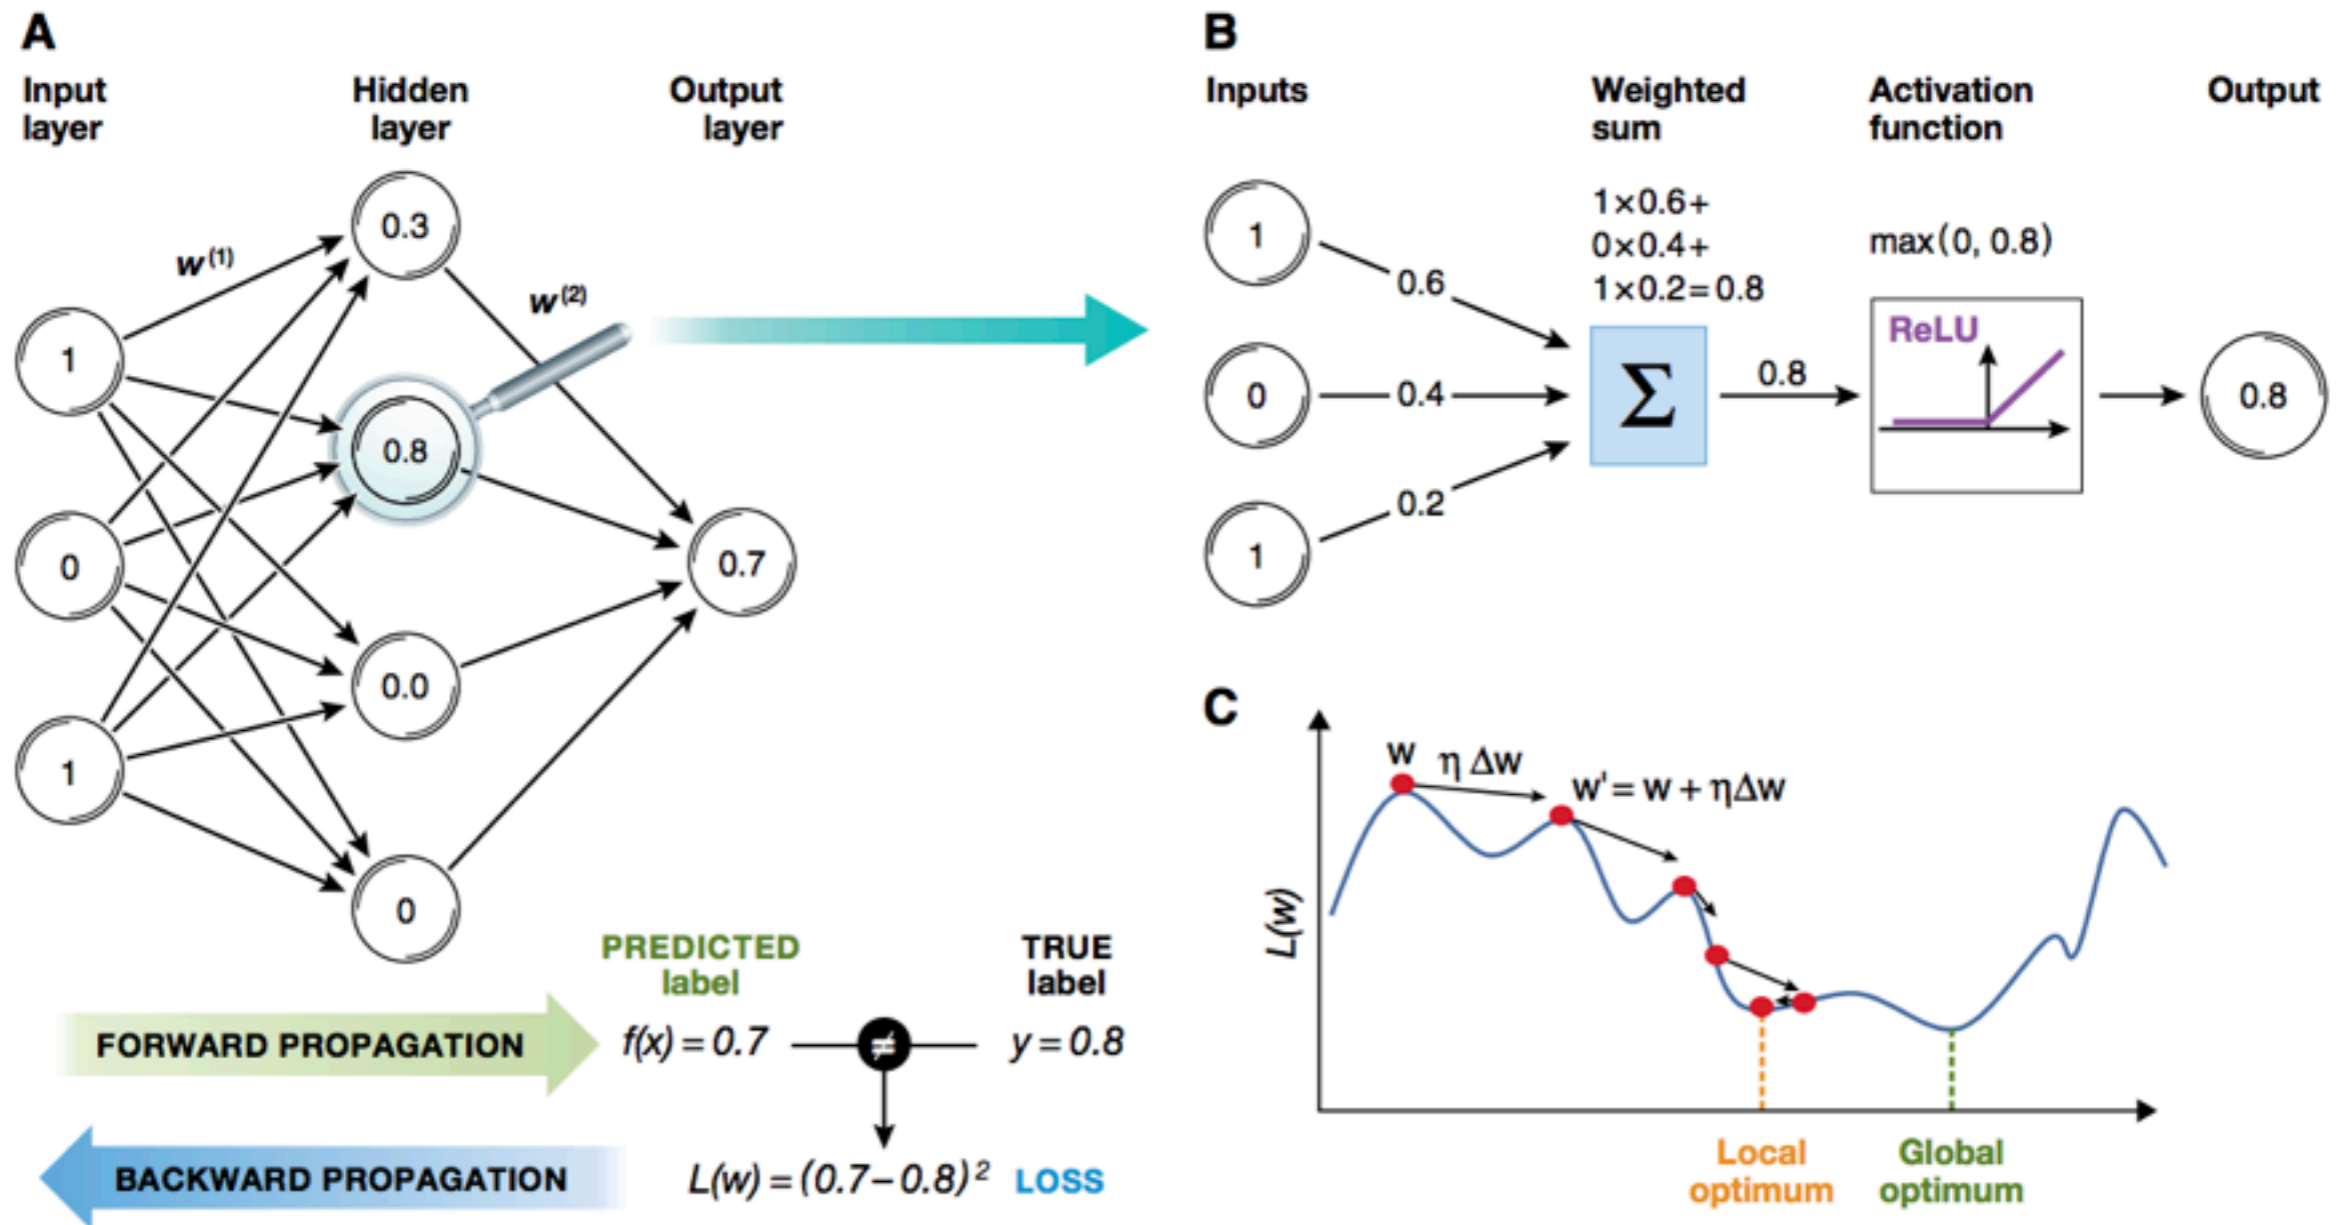 A
Input layer
Hidden layer
Output layer
w(1)
w(2)
1
0
1
0.3
0.8
0.0
0
0.7
FORWARD PROPAGATION
BACKWARD PROPAGATION
PREDICTED label
f(x) = 0.7
≠
TRUE label
y = 0.8
L(w) = (0.7−0.8)²
LOSS
B
Inputs
Weighted sum
Activation function
Output
1
0
1
0.6
0.4
0.2
1×0.6+
0×0.4+
1×0.2=0.8
Σ
0.8
max(0, 0.8)
ReLU
0.8
C
L(w)
w
η Δw
w' = w + ηΔw
Local optimum
Global optimum